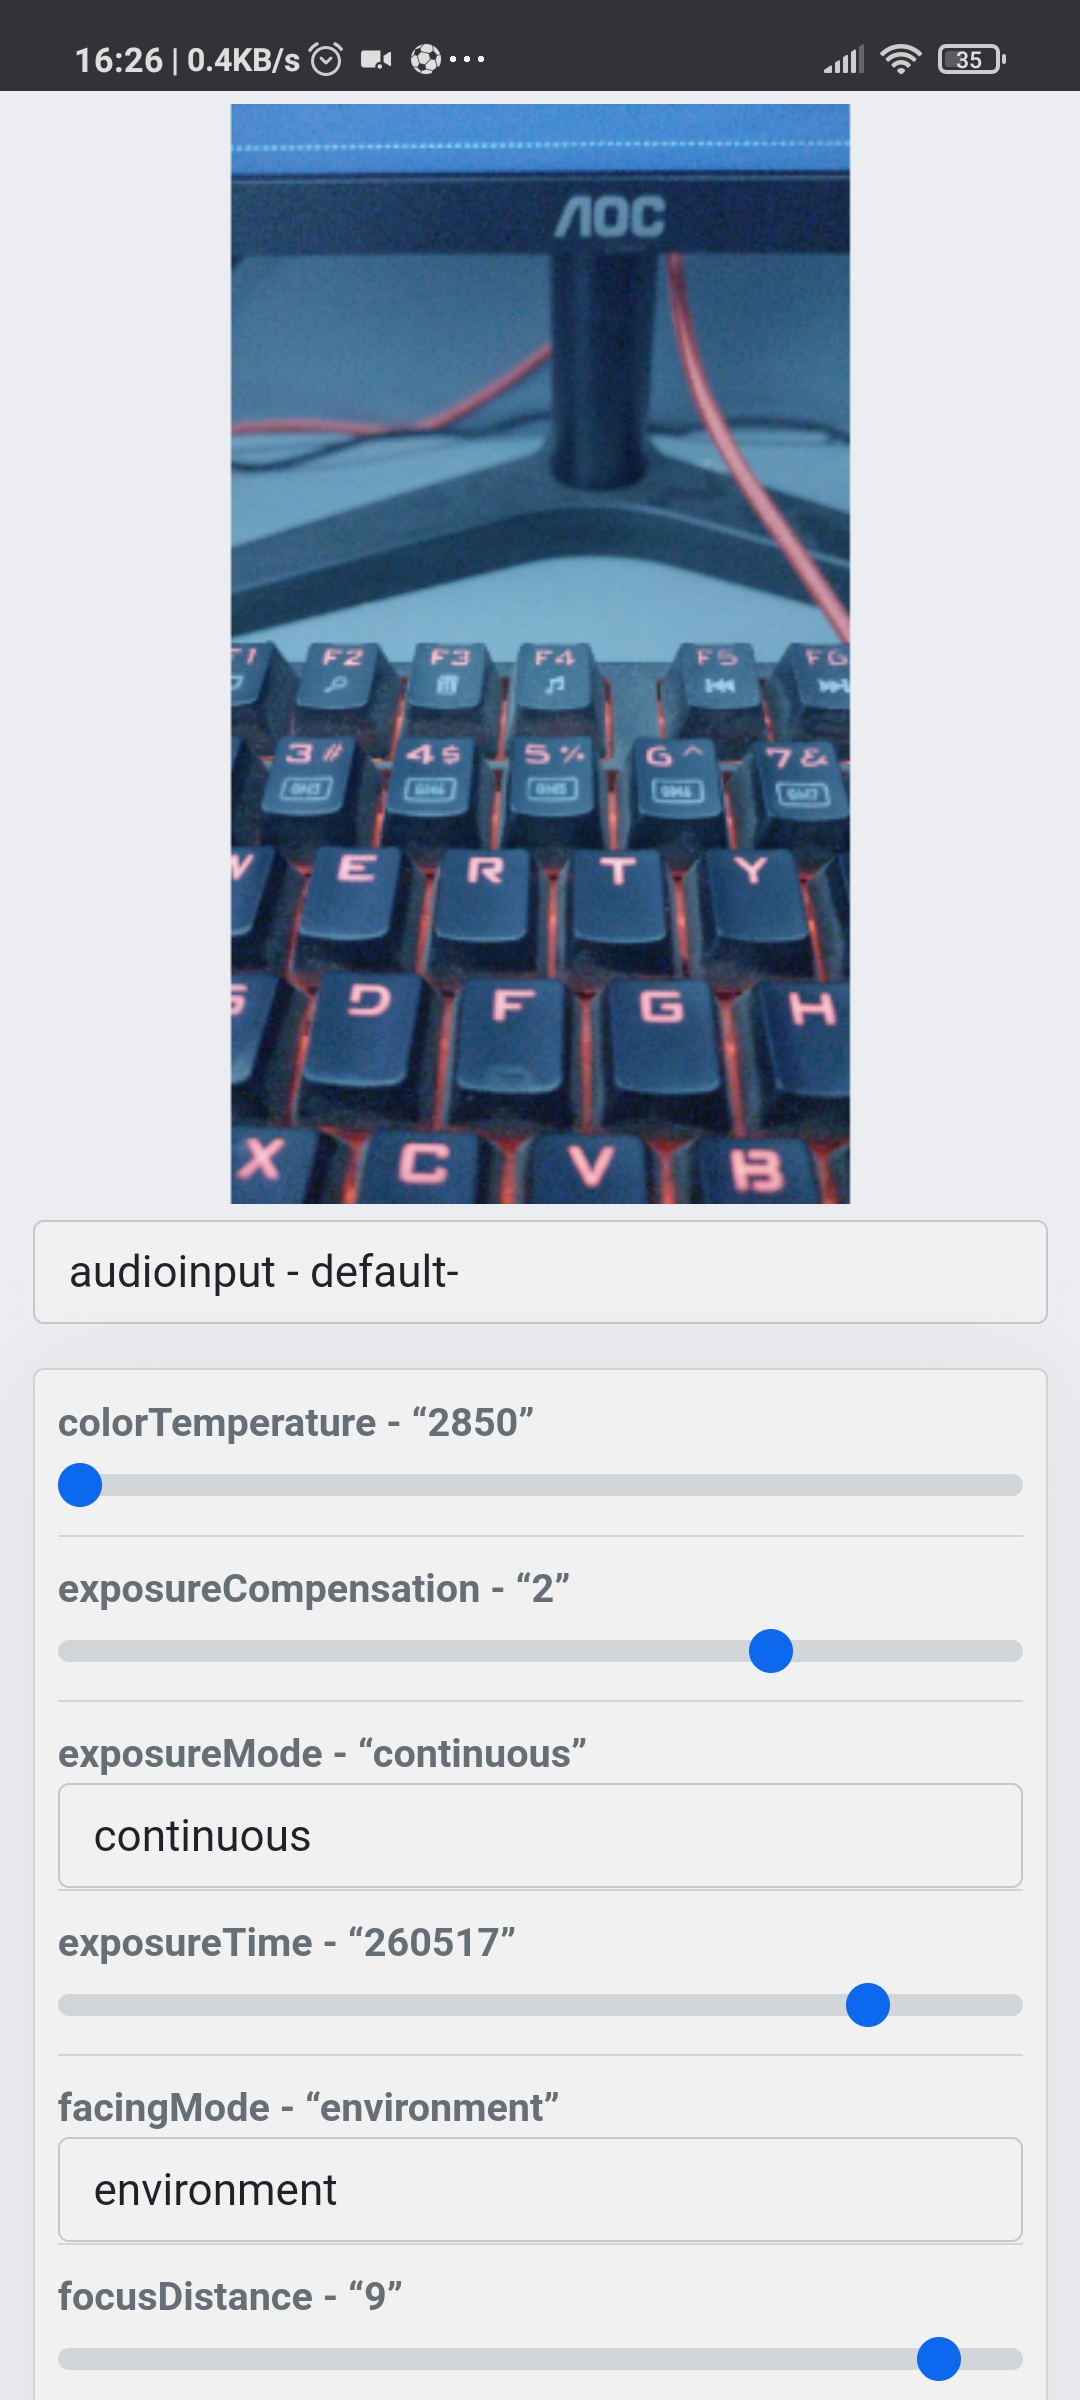 16:26 | 0.4KB/s 35
AOC
F2 F3 F4 F5 F6
3 # 4 $ 5 % 6 ^ 7 &
E R T Y
D F G H
X C V B
audioinput - default-
colorTemperature - “2850”
exposureCompensation - “2”
exposureMode - “continuous”
continuous
exposureTime - “260517”
facingMode - “environment”
environment
focusDistance - “9”